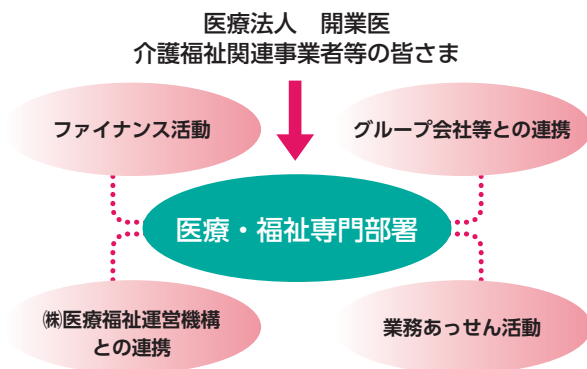 医療法人　開業医
介護福祉関連事業者等の皆さま
ファイナンス活動
グループ会社等との連携
医療・福祉専門部署
㈱医療福祉運営機構
との連携
業務あっせん活動